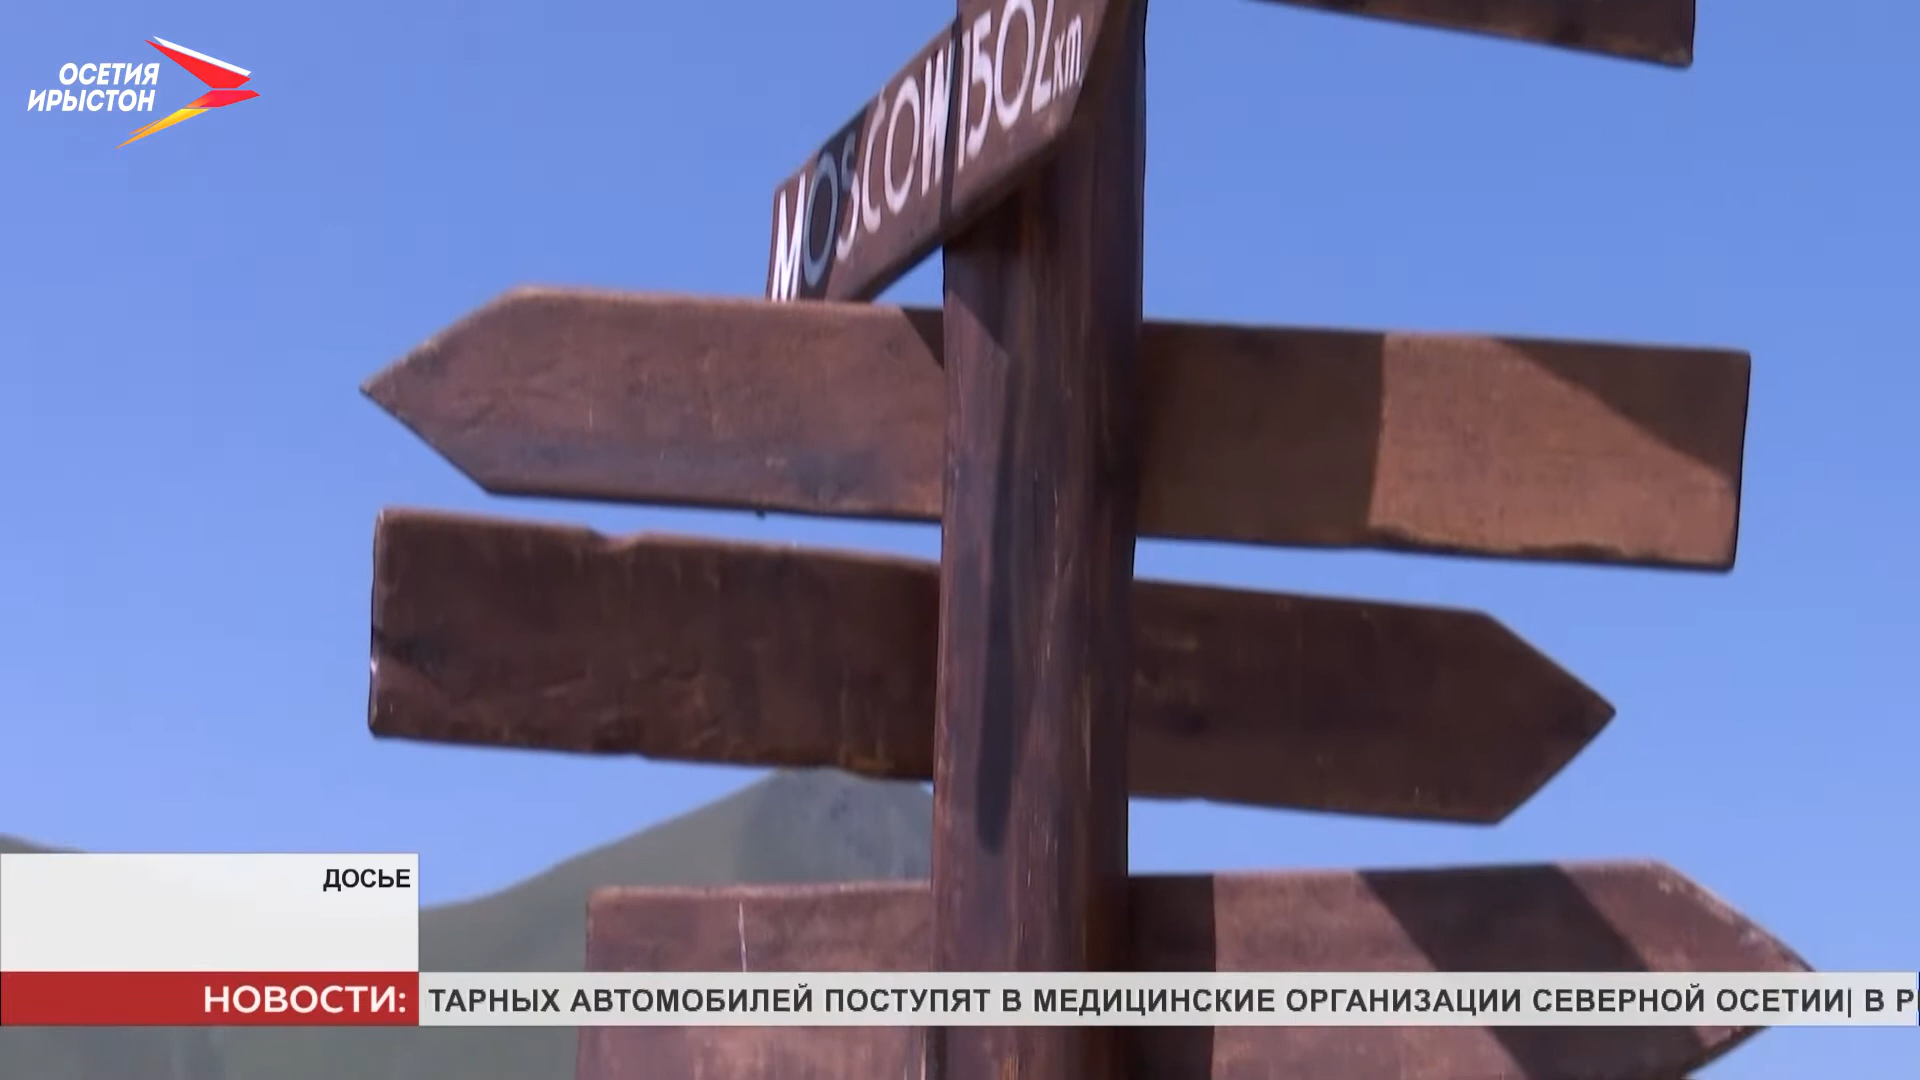 ОСЕТИЯ
ИРЫСТОН
MOSCOW 1502 km
ДОСЬЕ
НОВОСТИ: ТАРНЫХ АВТОМОБИЛЕЙ ПОСТУПЯТ В МЕДИЦИНСКИЕ ОРГАНИЗАЦИИ СЕВЕРНОЙ ОСЕТИИ| В Р